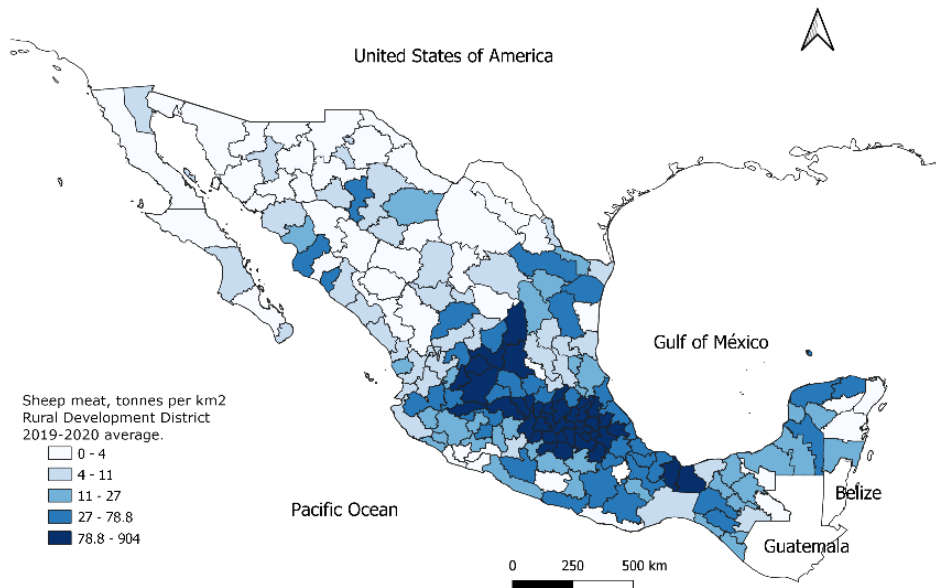 United States of America
Gulf of México
Sheep meat, tonnes per km2
Rural Development District
2019-2020 average.
0 - 4
4 - 11
11 - 27
27 - 78.8
78.8 - 904
Pacific Ocean
Belize
Guatemala
0 250 500 km